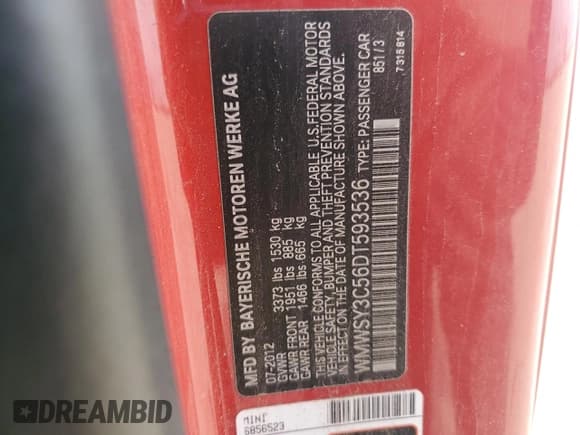 MFD BY BAYERISCHE MOTOREN WERKE AG
07-2012
GVWR 3373 lbs 1530 kg
GAWR FRONT 1951 lbs 885 kg
GAWR REAR 1466 lbs 665 kg
THIS VEHICLE CONFORMS TO ALL APPLICABLE U.S. FEDERAL MOTOR
VEHICLE SAFETY, BUMPER AND THEFT PREVENTION STANDARDS
IN EFFECT ON THE DATE OF MANUFACTURE SHOWN ABOVE.
WMWSY3C56DT593536 TYPE: PASSENGER CAR
851/3
7315814
MINI
6856523
DREAMBID